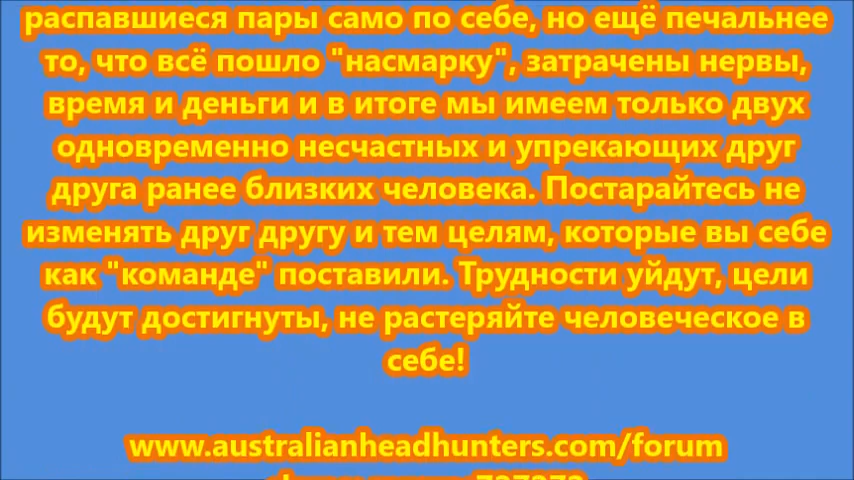 распавшиеся пары само по себе, но ещё печальнее
то, что всё пошло "насмарку", затрачены нервы,
время и деньги и в итоге мы имеем только двух
одновременно несчастных и упрекающих друг
друга ранее близких человека. Постарайтесь не
изменять друг другу и тем целям, которые вы себе
как "команде" поставили. Трудности уйдут, цели
будут достигнуты, не растеряйте человеческое в
себе!
www.australianheadhunters.com/forum